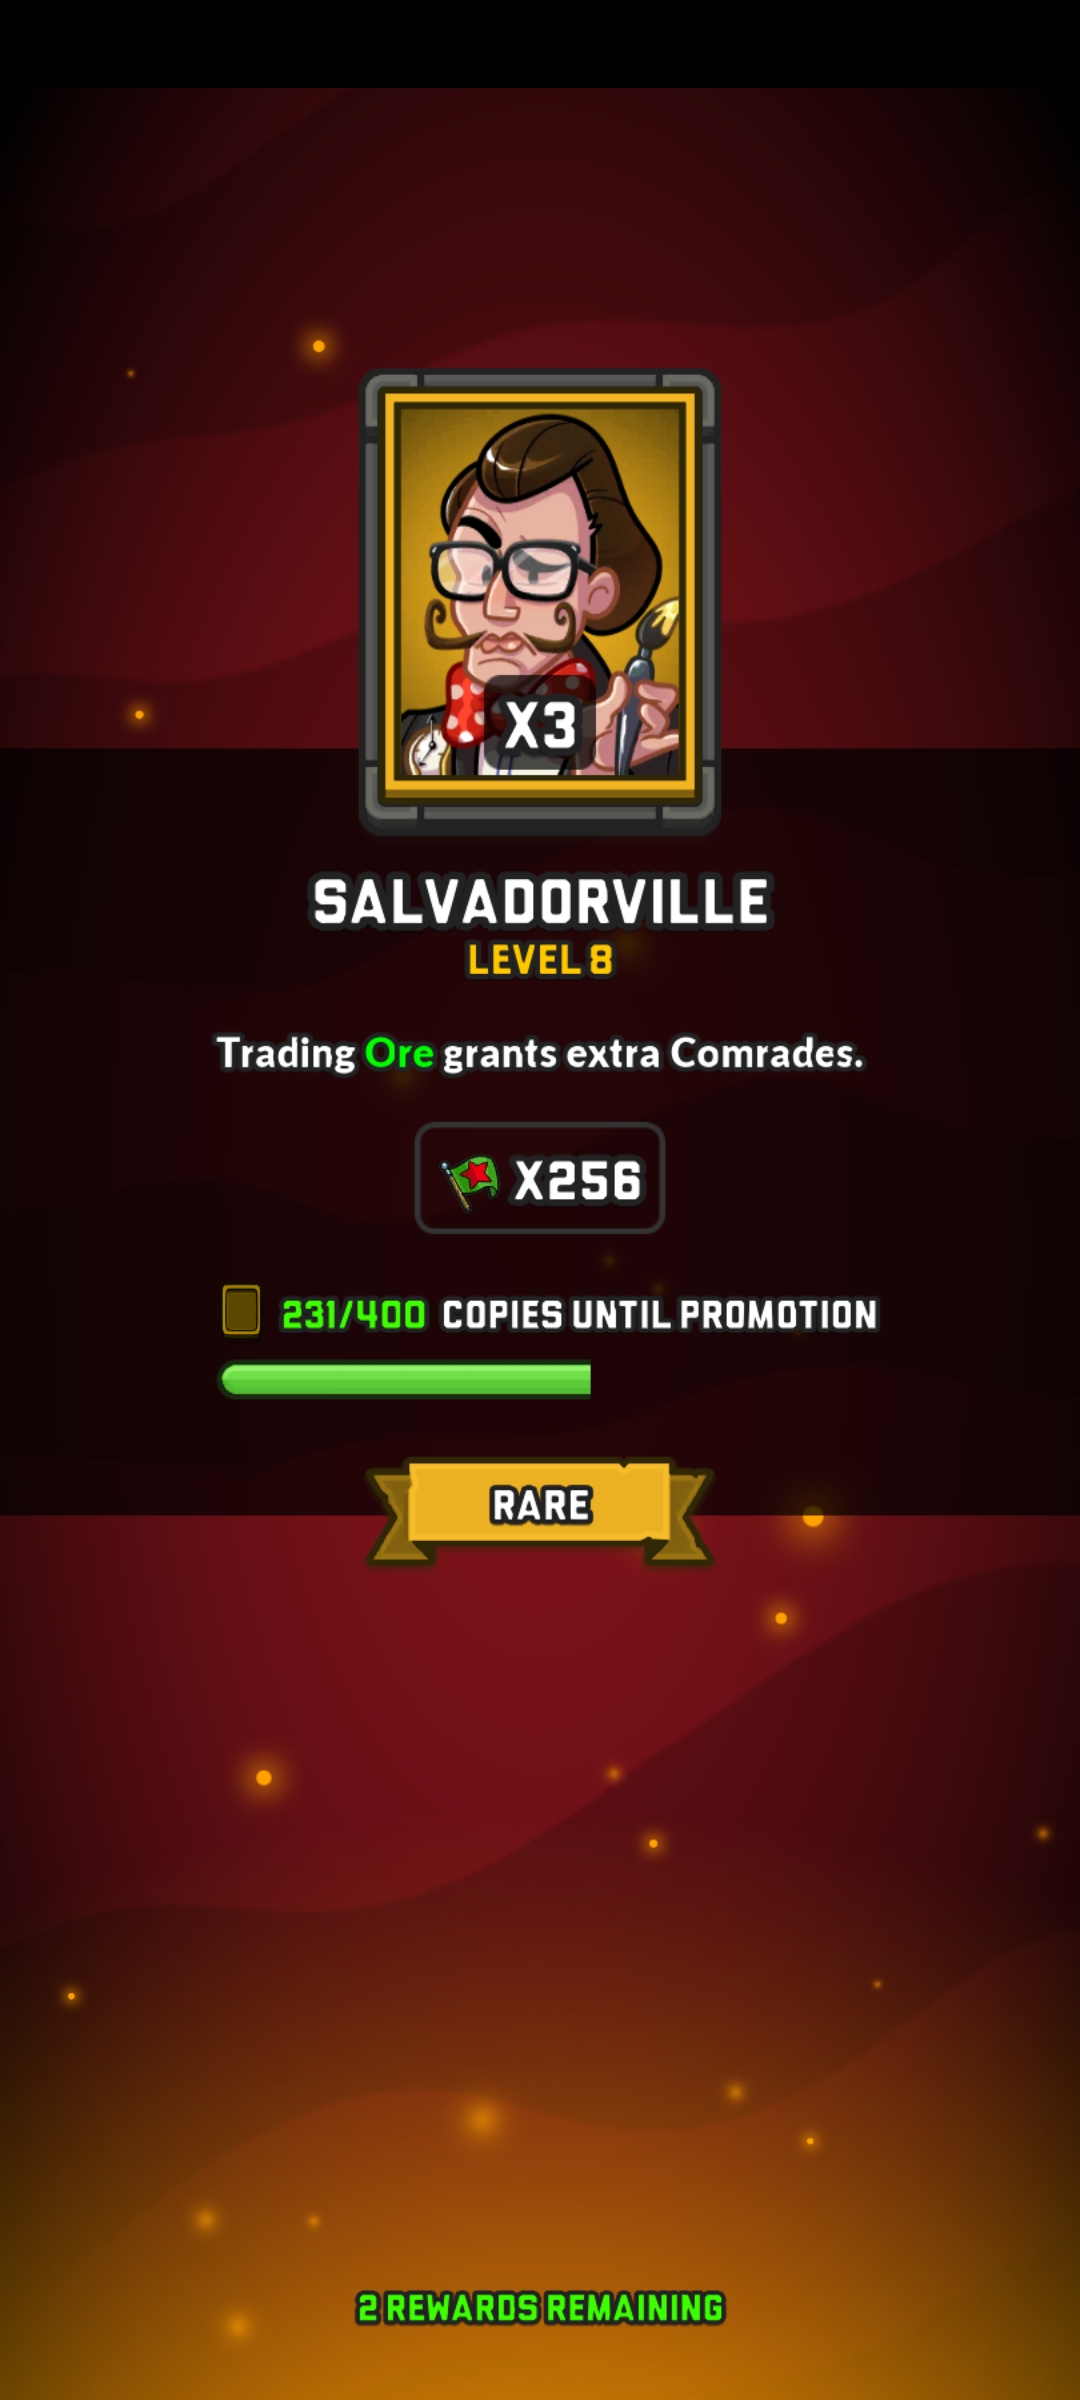 X3
SALVADORVILLE
LEVEL 8
Trading Ore grants extra Comrades.
X256
231/400 COPIES UNTIL PROMOTION
RARE
2 REWARDS REMAINING